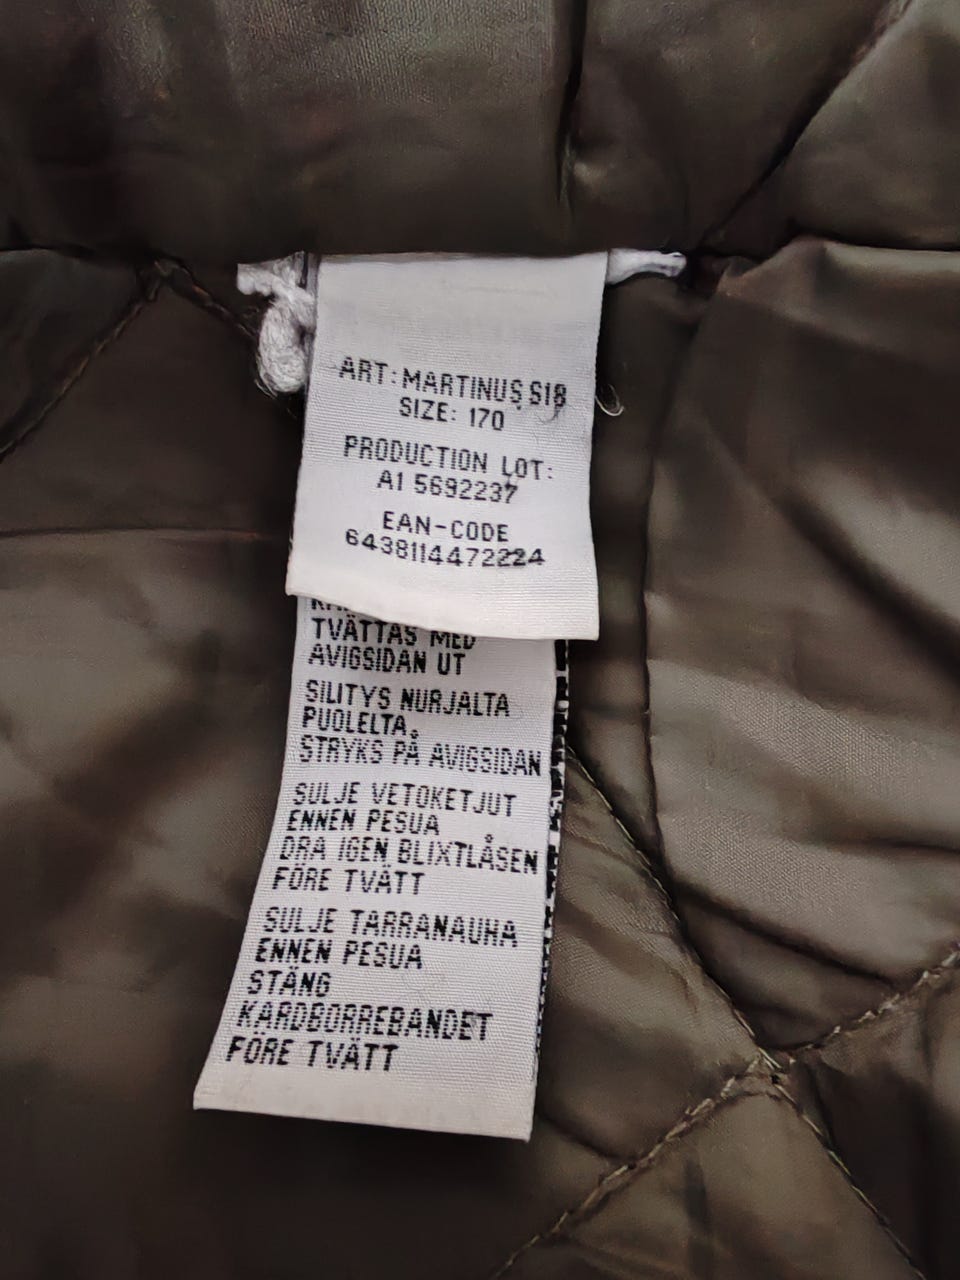 ART: MARTINUS S18
SIZE: 170
PRODUCTION LOT:
A1 5692237
EAN-CODE
6438114472224
TVÄTTAS MED
AVIGSIDAN UT
SILITYS NURJALTA
PUOLELTA.
STRYKS PÅ AVIGSIDAN
SULJE VETOKETJUT
ENNEN PESUA
DRA IGEN BLIXTLÅSEN
FÖRE TVÄTT
SULJE TARRANAUHA
ENNEN PESUA
STÄNG
KARDBORREBANDET
FÖRE TVÄTT